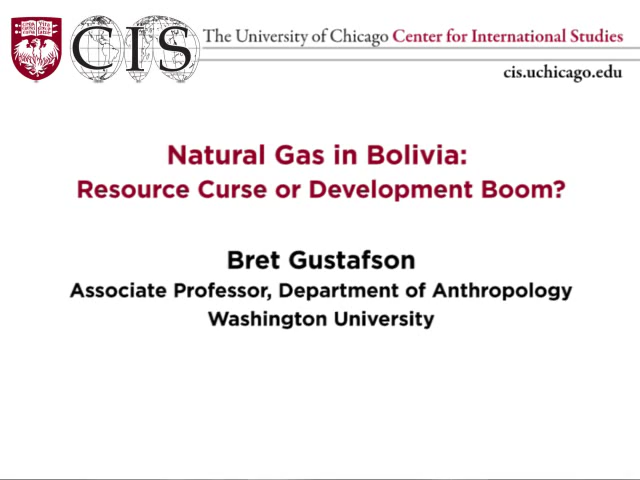 CIS
The University of Chicago Center for International Studies
cis.uchicago.edu
Natural Gas in Bolivia:
Resource Curse or Development Boom?
Bret Gustafson
Associate Professor, Department of Anthropology
Washington University